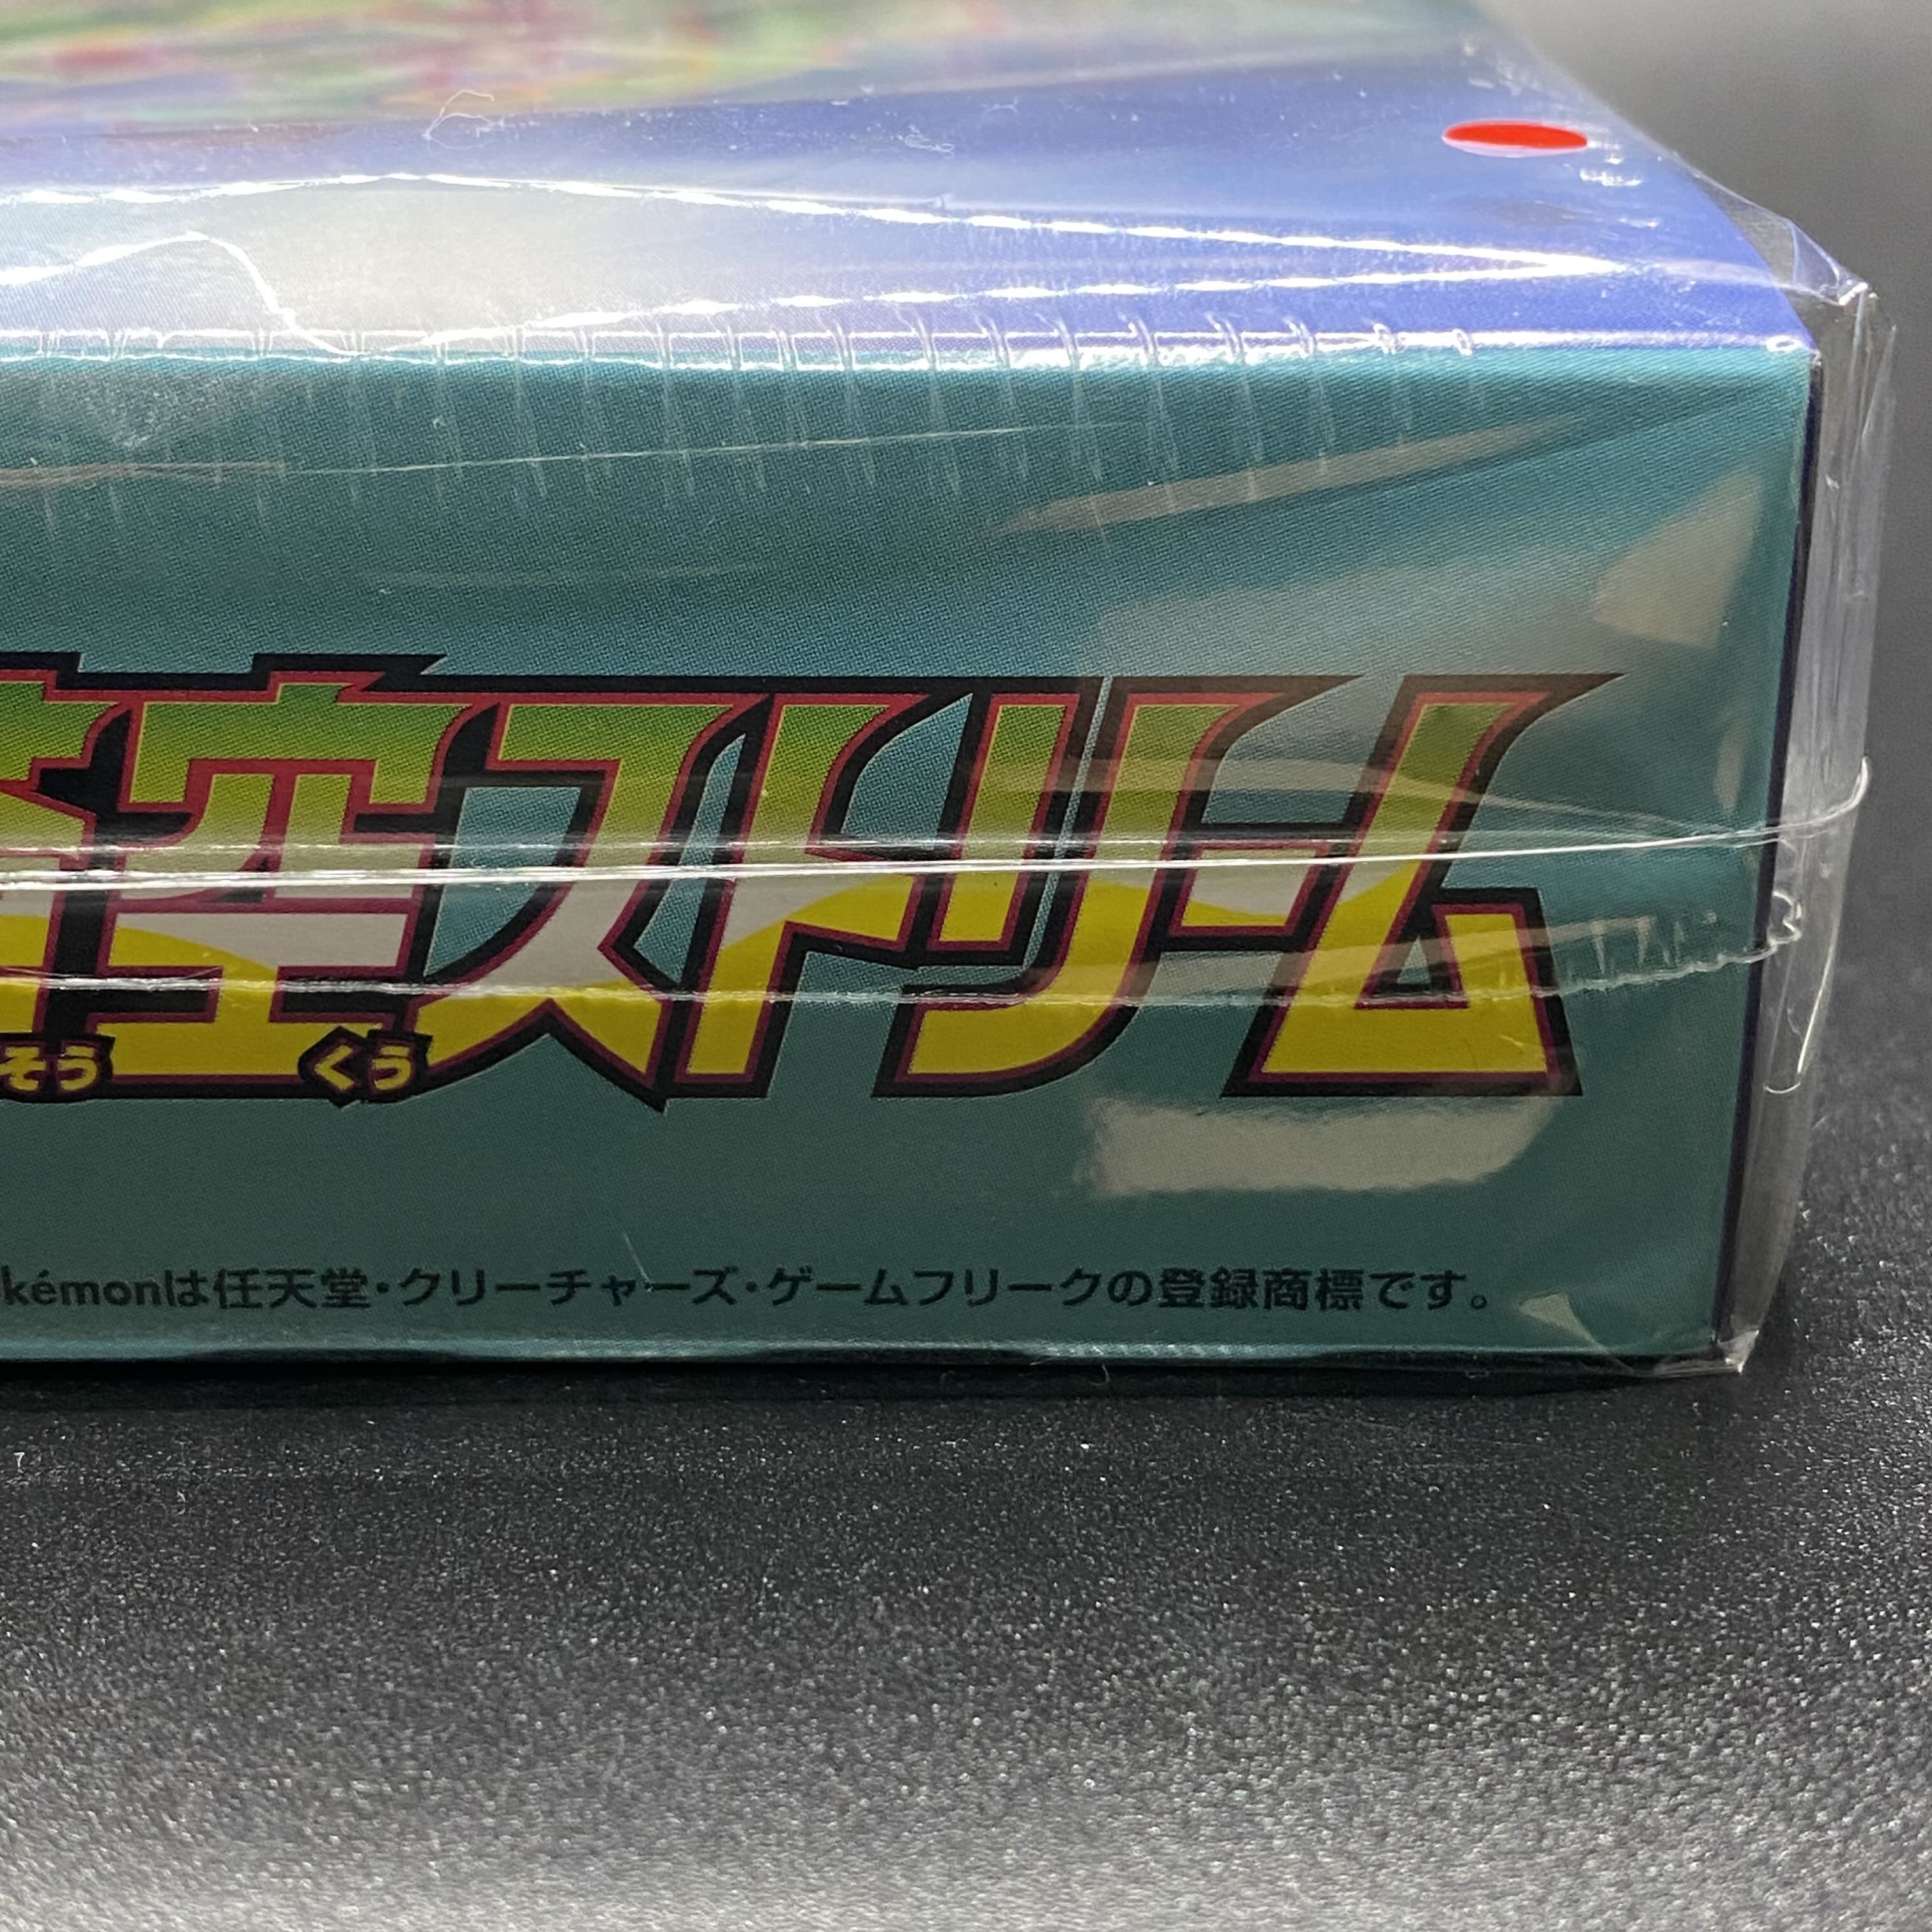 空ストリーム
そう くう
kémonは任天堂・クリーチャーズ・ゲームフリークの登録商標です。